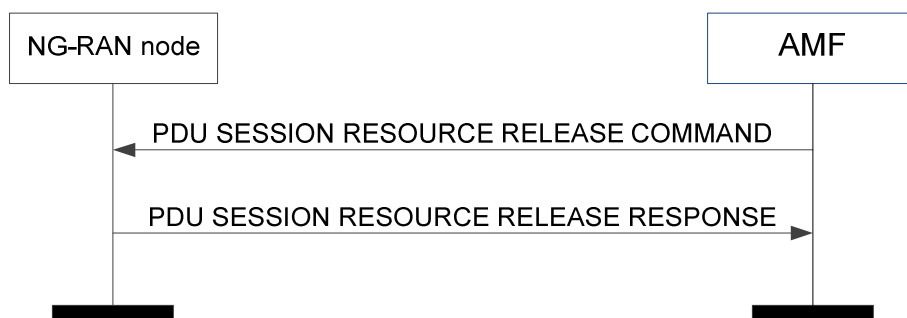 NG-RAN node
AMF
PDU SESSION RESOURCE RELEASE COMMAND
PDU SESSION RESOURCE RELEASE RESPONSE